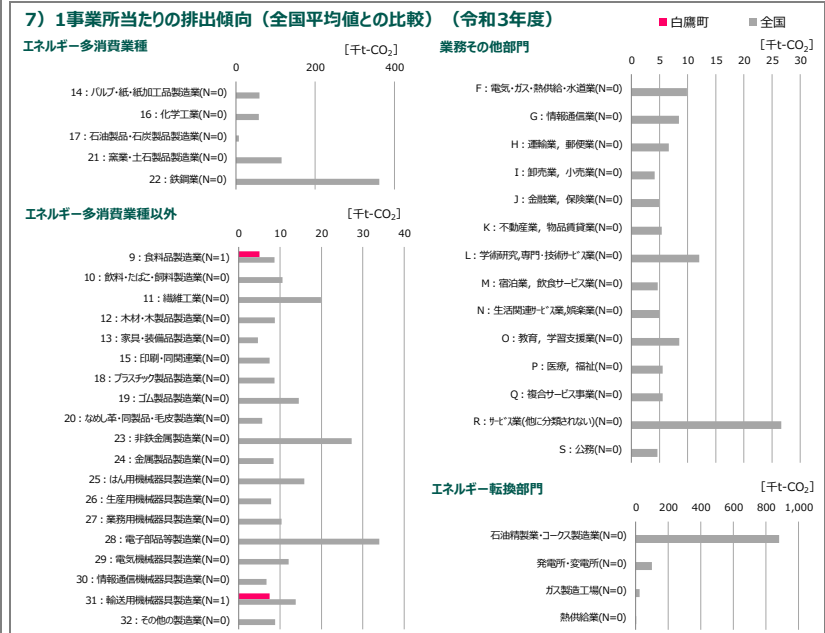 7）1事業所当たりの排出傾向（全国平均値との比較）（令和3年度）
■白鷹町 ■全国
エネルギー多消費業種
[千t-CO₂]
0 200 400
14：パルプ・紙・紙加工品製造業(N=0)
16：化学工業(N=0)
17：石油製品・石炭製品製造業(N=0)
21：窯業・土石製品製造業(N=0)
22：鉄鋼業(N=0)
エネルギー多消費業種以外
[千t-CO₂]
0 10 20 30 40
9：食料品製造業(N=1)
10：飲料・たばこ・飼料製造業(N=0)
11：繊維工業(N=0)
12：木材・木製品製造業(N=0)
13：家具・装備品製造業(N=0)
15：印刷・同関連業(N=0)
18：プラスチック製品製造業(N=0)
19：ゴム製品製造業(N=0)
20：なめし革・同製品・毛皮製造業(N=0)
23：非鉄金属製造業(N=0)
24：金属製品製造業(N=0)
25：はん用機械器具製造業(N=0)
26：生産用機械器具製造業(N=0)
27：業務用機械器具製造業(N=0)
28：電子部品等製造業(N=0)
29：電気機械器具製造業(N=0)
30：情報通信機械器具製造業(N=0)
31：輸送用機械器具製造業(N=1)
32：その他の製造業(N=0)
業務その他部門
[千t-CO₂]
0 5 10 15 20 25 30
F：電気・ガス・熱供給・水道業(N=0)
G：情報通信業(N=0)
H：運輸業，郵便業(N=0)
I：卸売業，小売業(N=0)
J：金融業，保険業(N=0)
K：不動産業，物品賃貸業(N=0)
L：学術研究,専門・技術サービス業(N=0)
M：宿泊業，飲食サービス業(N=0)
N：生活関連サービス業,娯楽業(N=0)
O：教育，学習支援業(N=0)
P：医療，福祉(N=0)
Q：複合サービス事業(N=0)
R：サービス業(他に分類されない)(N=0)
S：公務(N=0)
エネルギー転換部門
[千t-CO₂]
0 200 400 600 800 1,000
石油精製業・コークス製造業(N=0)
発電所・変電所(N=0)
ガス製造工場(N=0)
熱供給業(N=0)